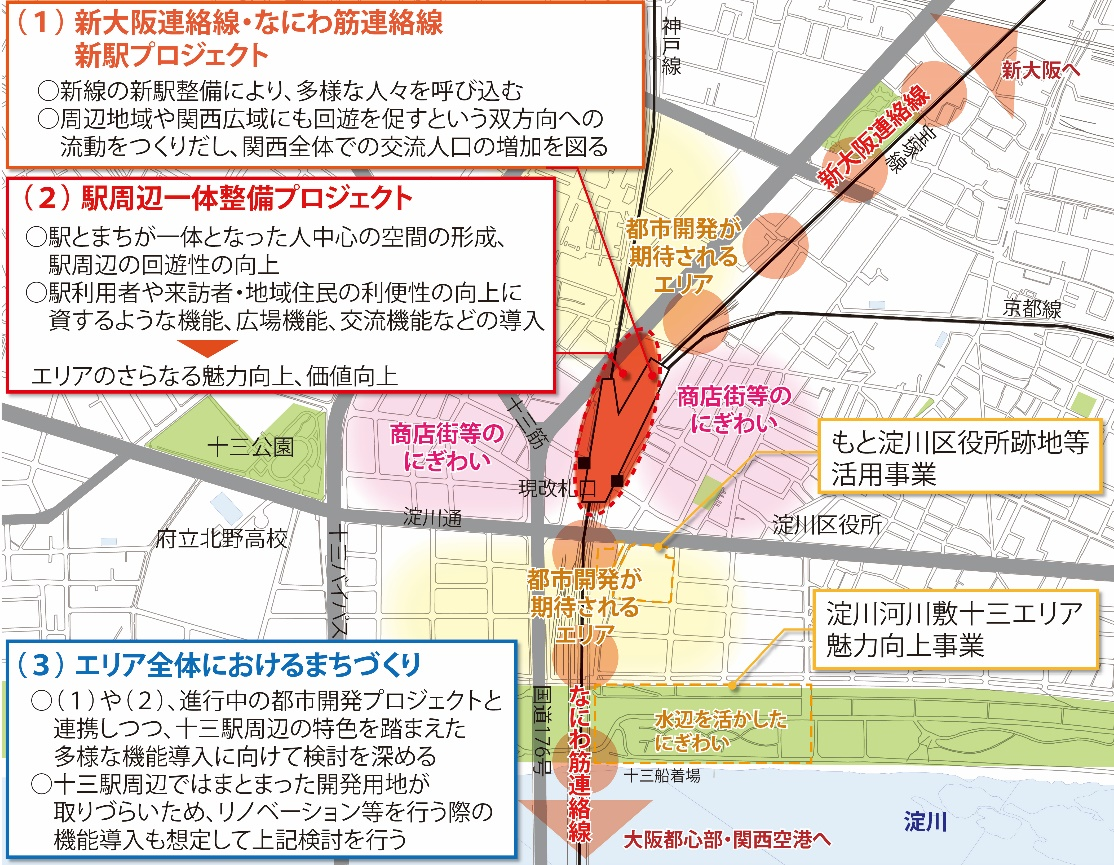 （１）新大阪連絡線・なにわ筋連絡線
新駅プロジェクト
○新線の新駅整備により、多様な人々を呼び込む
○周辺地域や関西広域にも回遊を促すという双方向への
流動をつくりだし、関西全体での交流人口の増加を図る
（２）駅周辺一体整備プロジェクト
○駅とまちが一体となった人中心の空間の形成、
駅周辺の回遊性の向上
○駅利用者や来訪者・地域住民の利便性の向上に
資するような機能、広場機能、交流機能などの導入
エリアのさらなる魅力向上、価値向上
神戸線
新大阪へ
新大阪連絡線
宝塚線
都市開発が
期待される
エリア
京都線
商店街等の
にぎわい
商店街等の
にぎわい
十三筋
十三公園
もと淀川区役所跡地等
活用事業
現改札口
淀川通
淀川区役所
府立北野高校
十三バイパス
都市開発が
期待される
エリア
淀川河川敷十三エリア
魅力向上事業
（３）エリア全体におけるまちづくり
○（１）や（２）、進行中の都市開発プロジェクトと
連携しつつ、十三駅周辺の特色を踏まえた
多様な機能導入に向けて検討を深める
○十三駅周辺ではまとまった開発用地が
取りづらいため、リノベーション等を行う際の
機能導入も想定して上記検討を行う
国道176号
なにわ筋連絡線
水辺を活かした
にぎわい
十三船着場
大阪都心部・関西空港へ
淀川